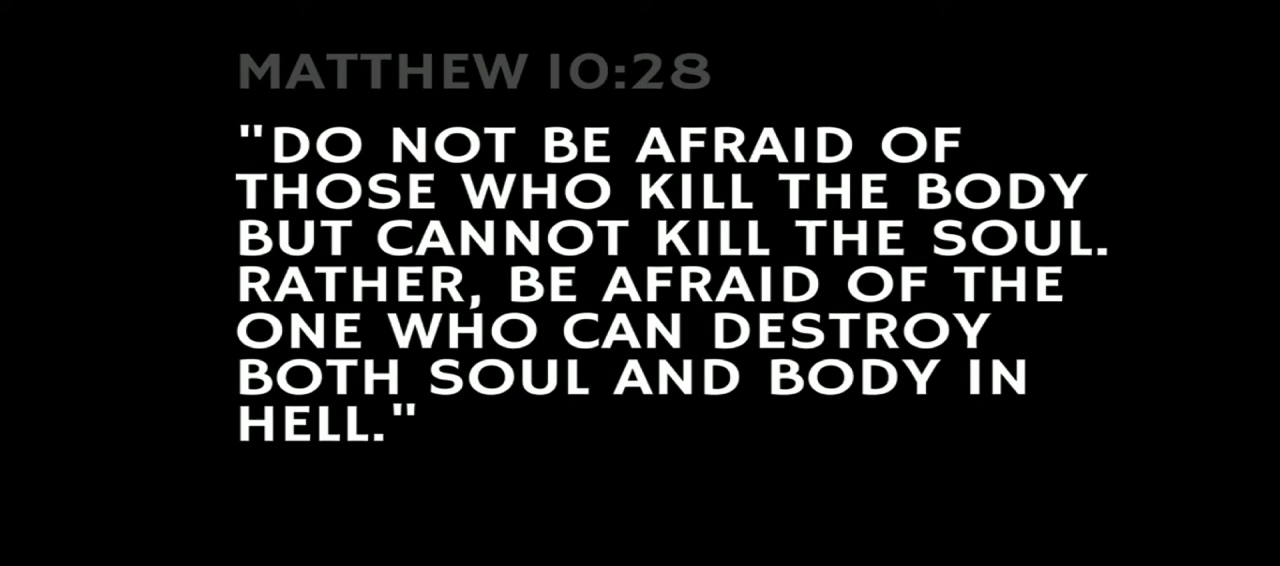 MATTHEW 10:28
"DO NOT BE AFRAID OF
THOSE WHO KILL THE BODY
BUT CANNOT KILL THE SOUL.
RATHER, BE AFRAID OF THE
ONE WHO CAN DESTROY
BOTH SOUL AND BODY IN
HELL."